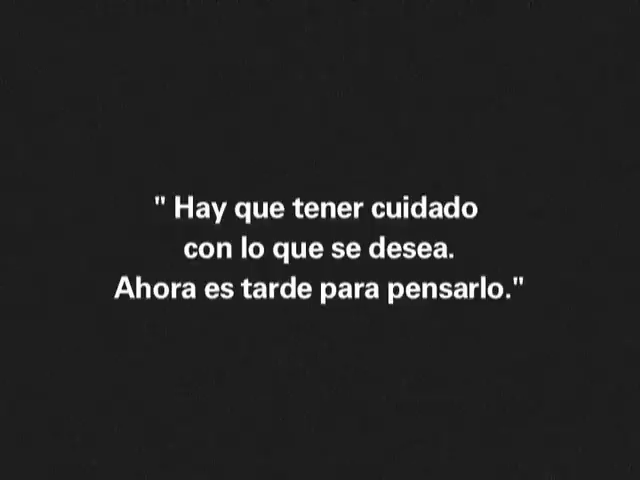 " Hay que tener cuidado
con lo que se desea.
Ahora es tarde para pensarlo."